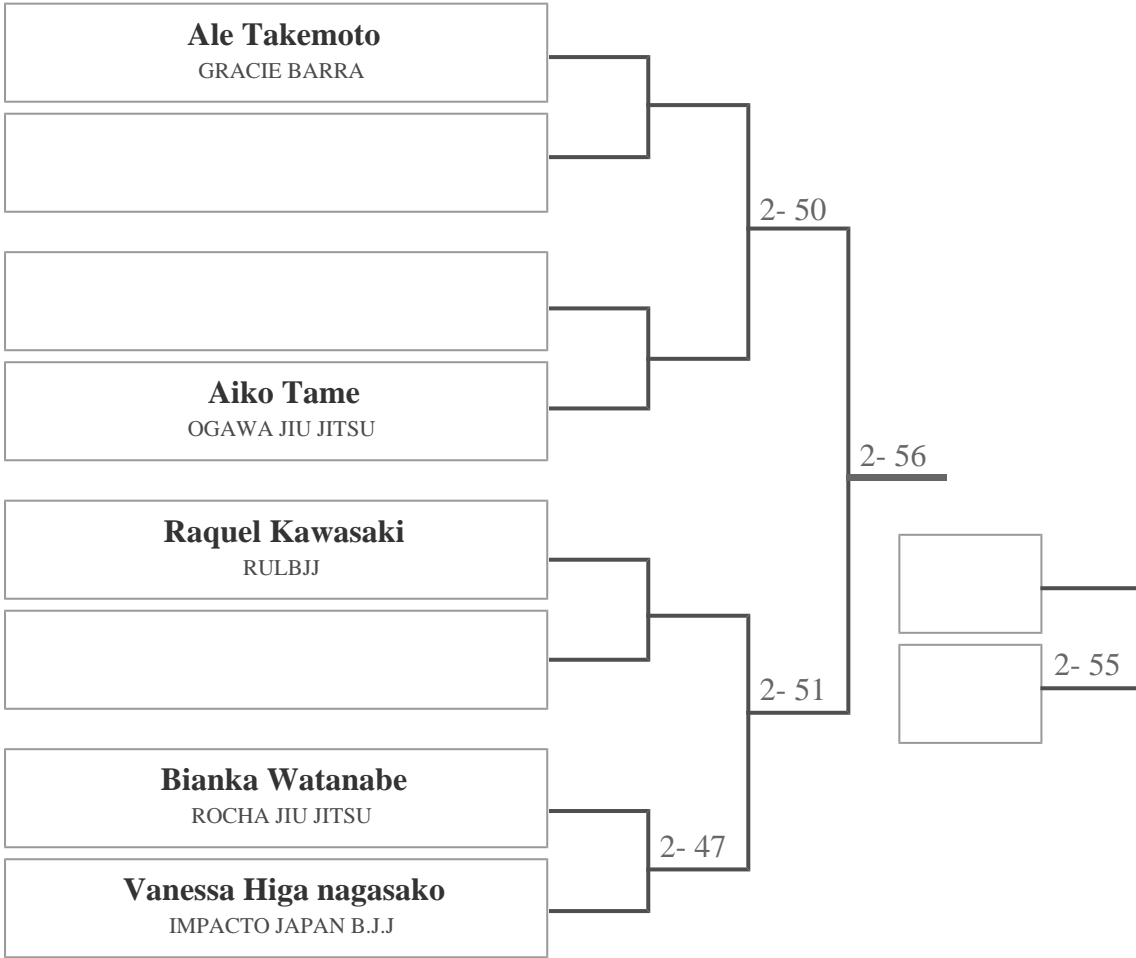 Ale Takemoto
GRACIE BARRA
2- 50
Aiko Tame
OGAWA JIU JITSU
2- 56
Raquel Kawasaki
RULBJJ
2- 55
2- 51
Bianka Watanabe
ROCHA JIU JITSU
2- 47
Vanessa Higa nagasako
IMPACTO JAPAN B.J.J